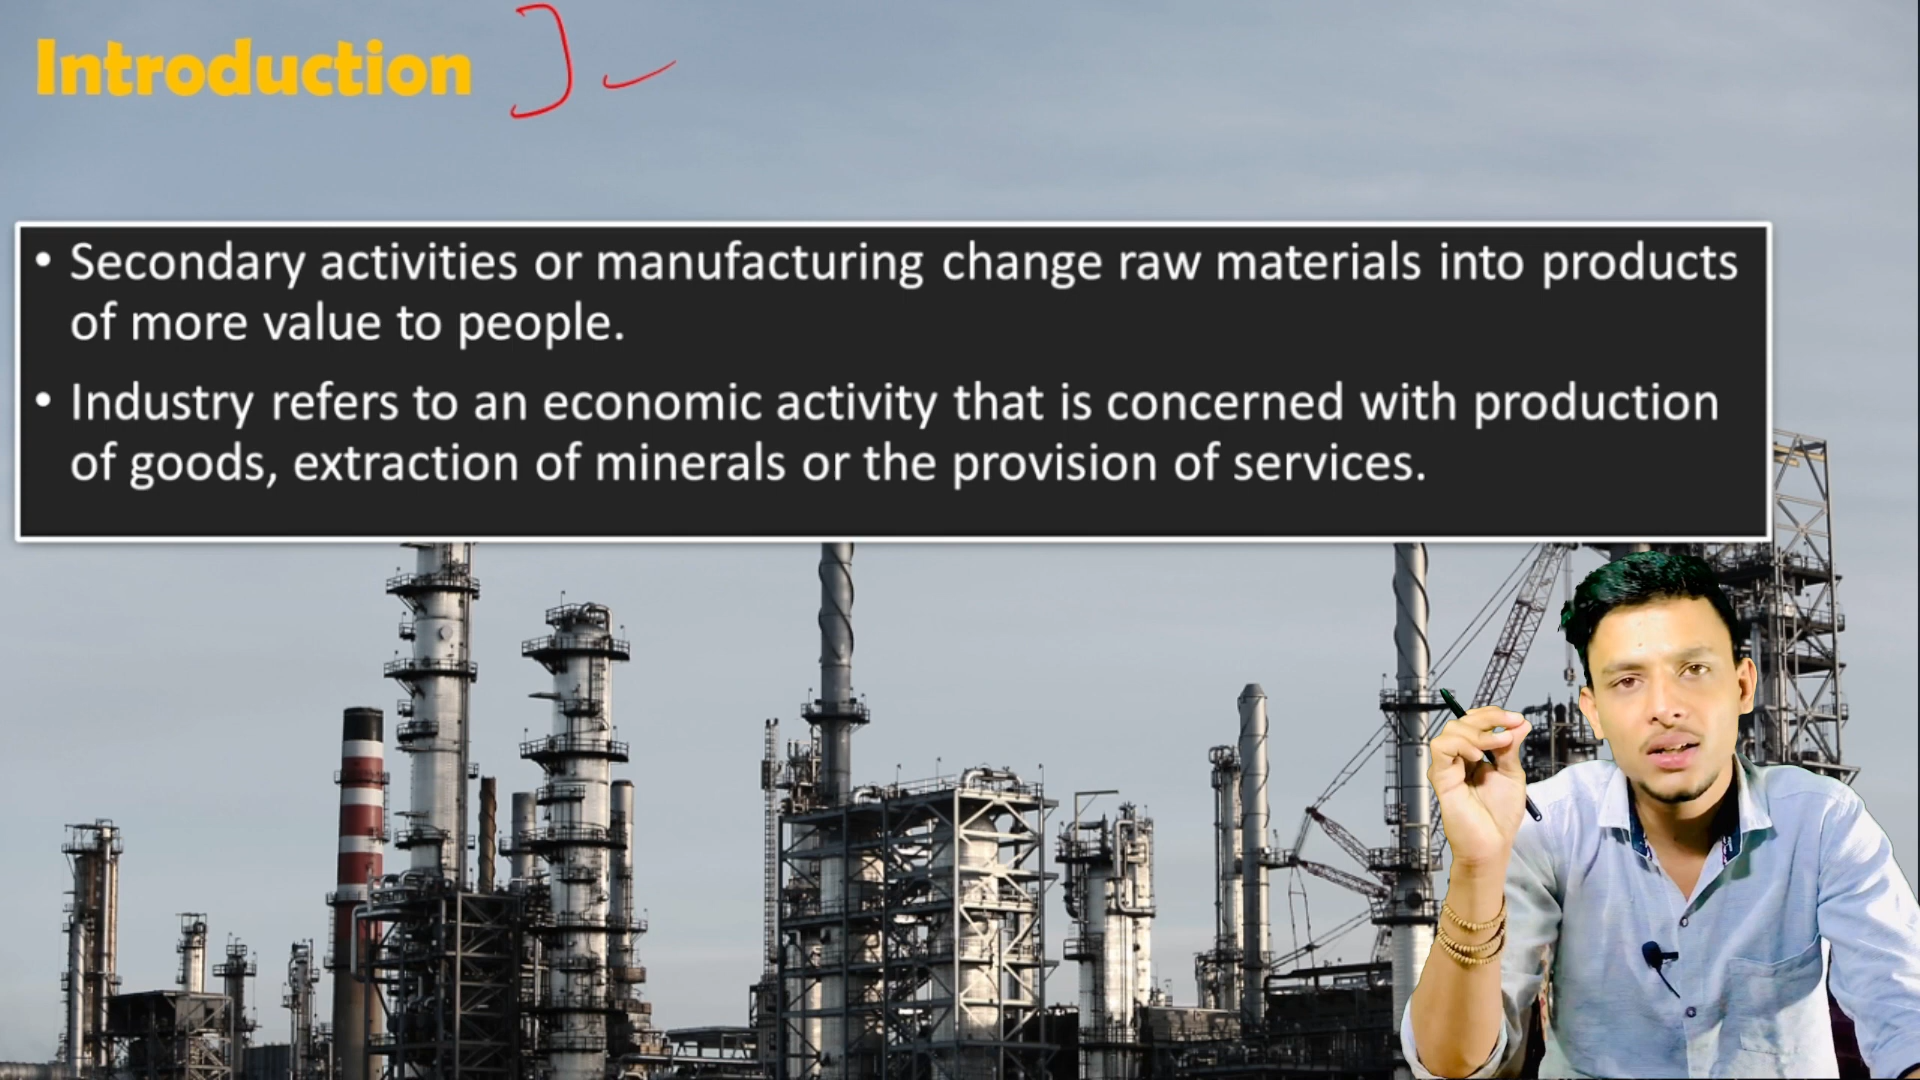 Introduction
• Secondary activities or manufacturing change raw materials into products
of more value to people.
• Industry refers to an economic activity that is concerned with production
of goods, extraction of minerals or the provision of services.